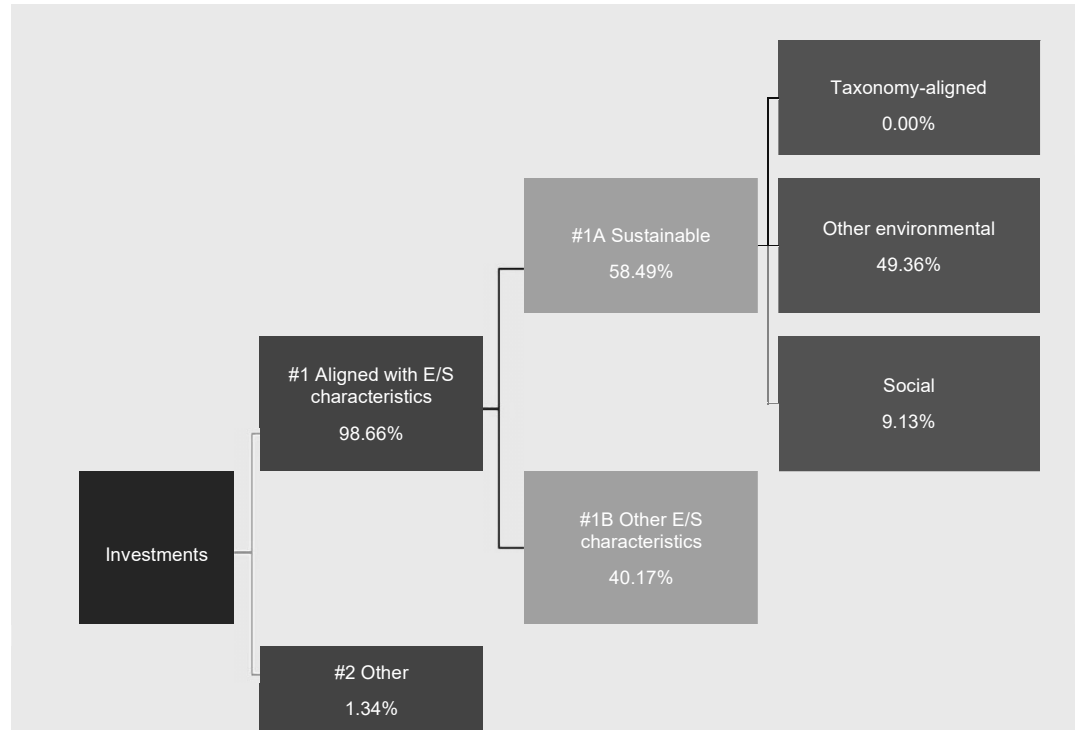 Taxonomy-aligned
0.00%
#1A Sustainable
58.49%
Other environmental
49.36%
#1 Aligned with E/S
characteristics
98.66%
Social
9.13%
Investments
#1B Other E/S
characteristics
40.17%
#2 Other
1.34%